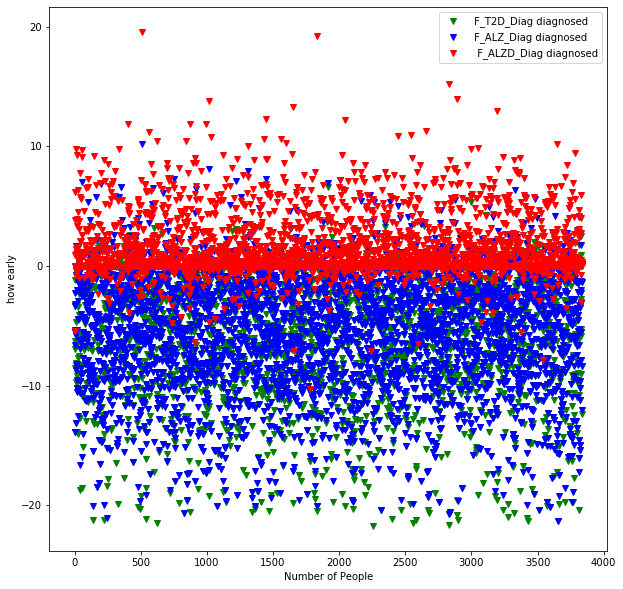 F_T2D_Diag diagnosed
F_ALZ_Diag diagnosed
F_ALZD_Diag diagnosed
20
10
0
−10
−20
how early
0 500 1000 1500 2000 2500 3000 3500 4000
Number of People